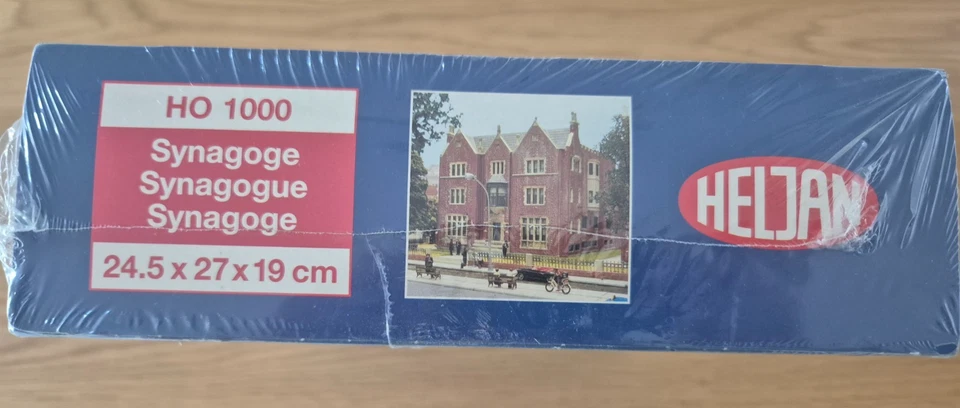 HO 1000
Synagoge
Synagogue
Synagoge
24.5 x 27 x 19 cm
HELJAN